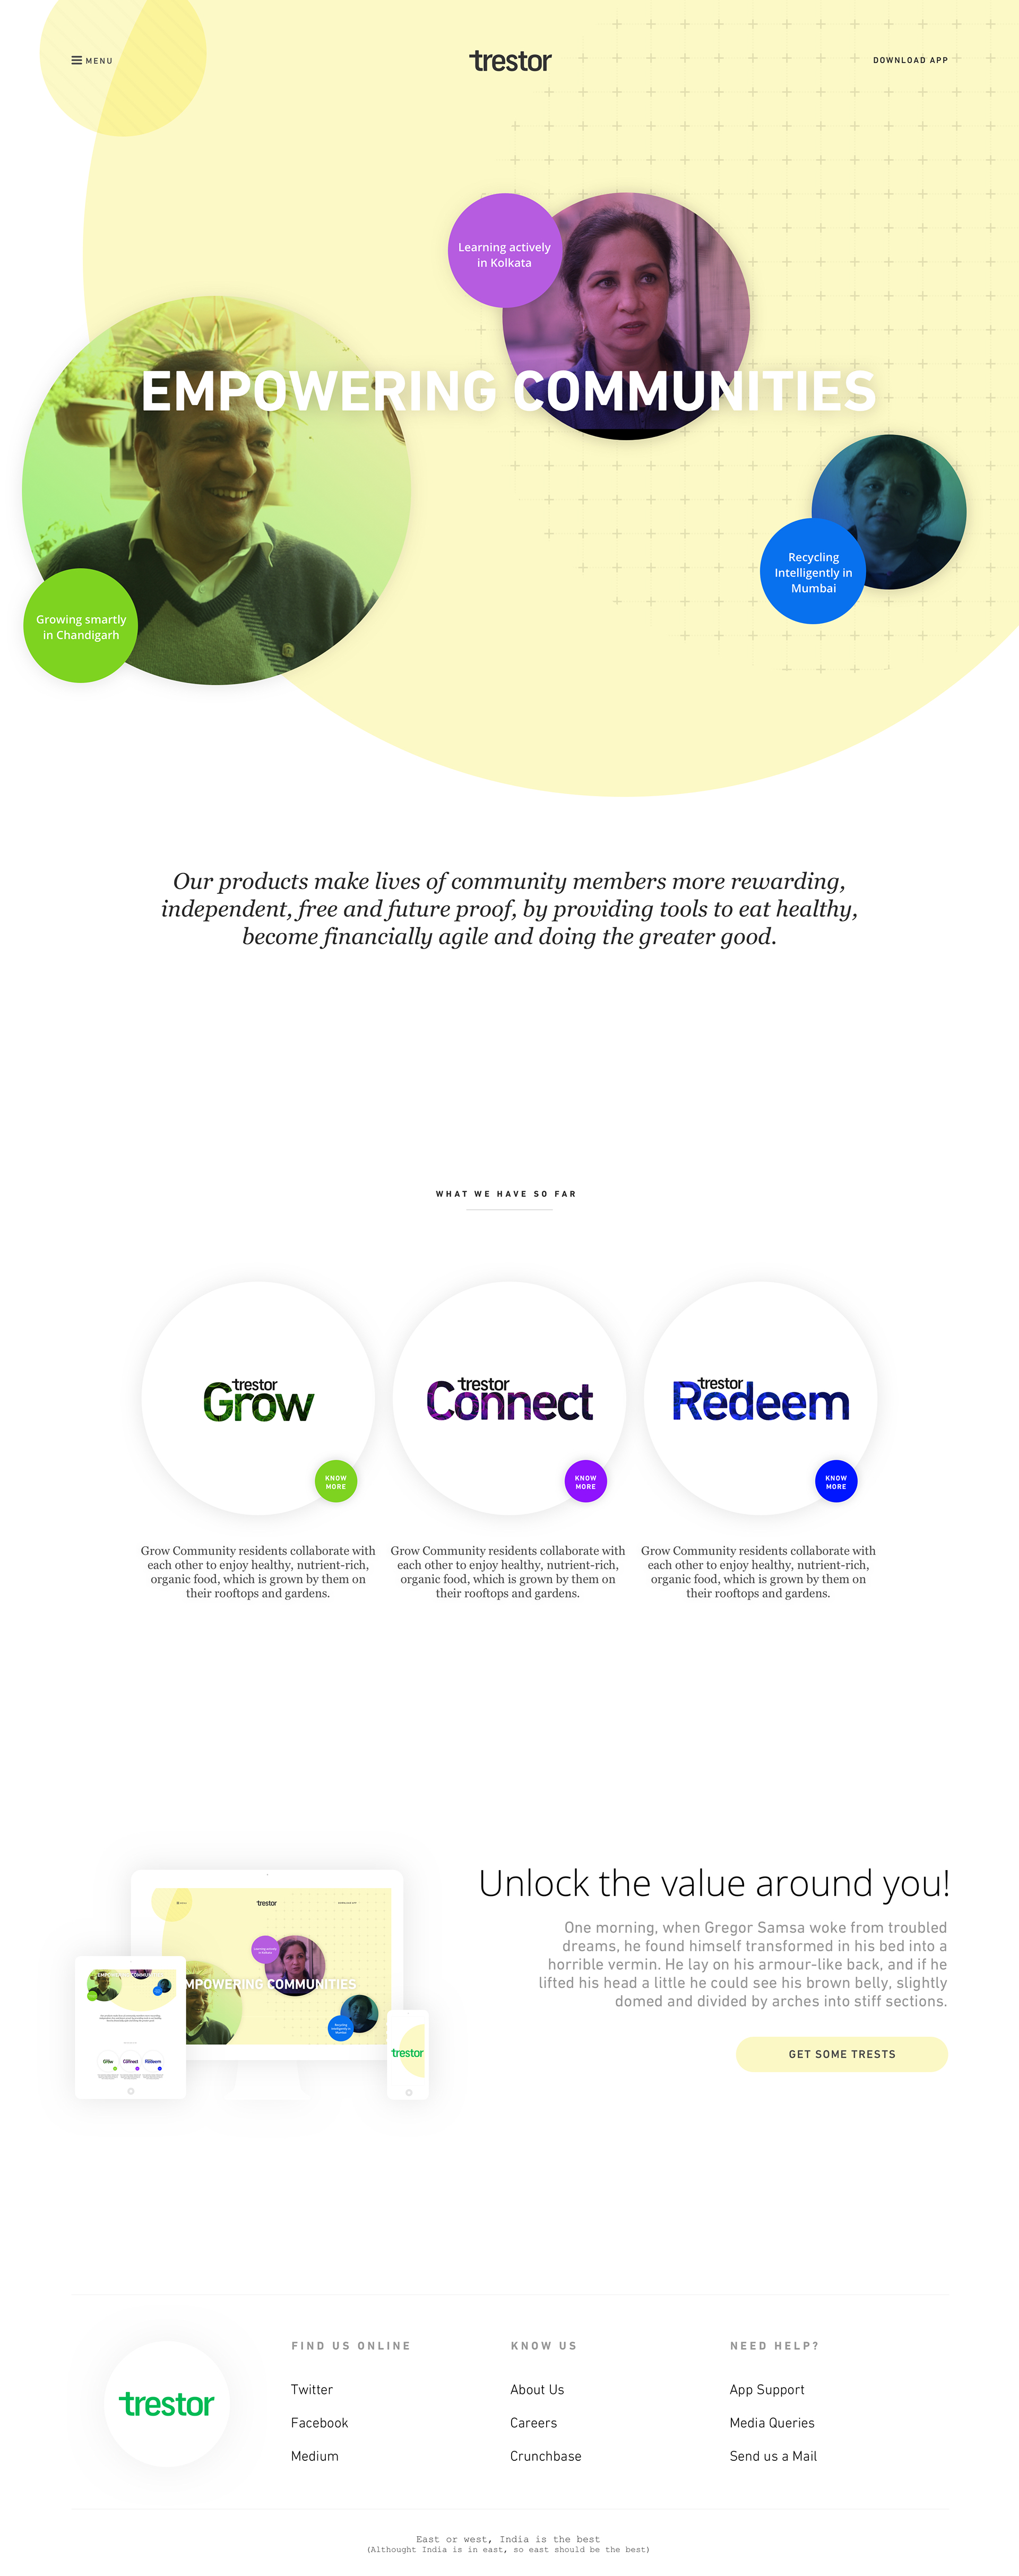 MENU
trestor
DOWNLOAD APP
Learning actively
in Kolkata
EMPOWERING COMMUNITIES
Recycling
Intelligently in
Mumbai
Growing smartly
in Chandigarh
Our products make lives of community members more rewarding,
independent, free and future proof, by providing tools to eat healthy,
become financially agile and doing the greater good.
WHAT WE HAVE SO FAR
trestor
Grow
KNOW
MORE
trestor
Connect
KNOW
MORE
trestor
Redeem
KNOW
MORE
Grow Community residents collaborate with
each other to enjoy healthy, nutrient-rich,
organic food, which is grown by them on
their rooftops and gardens.
Grow Community residents collaborate with
each other to enjoy healthy, nutrient-rich,
organic food, which is grown by them on
their rooftops and gardens.
Grow Community residents collaborate with
each other to enjoy healthy, nutrient-rich,
organic food, which is grown by them on
their rooftops and gardens.
trestor
Learning actively
in Kolkata
MPOWERING COMMUNITIES
Recycling
Intelligently in
Mumbai
Grow
Connect
Redeem
trestor
Unlock the value around you!
One morning, when Gregor Samsa woke from troubled
dreams, he found himself transformed in his bed into a
horrible vermin. He lay on his armour-like back, and if he
lifted his head a little he could see his brown belly, slightly
domed and divided by arches into stiff sections.
GET SOME TRESTS
trestor
FIND US ONLINE
Twitter
Facebook
Medium
KNOW US
About Us
Careers
Crunchbase
NEED HELP?
App Support
Media Queries
Send us a Mail
East or west, India is the best
(Althought India is in east, so east should be the best)